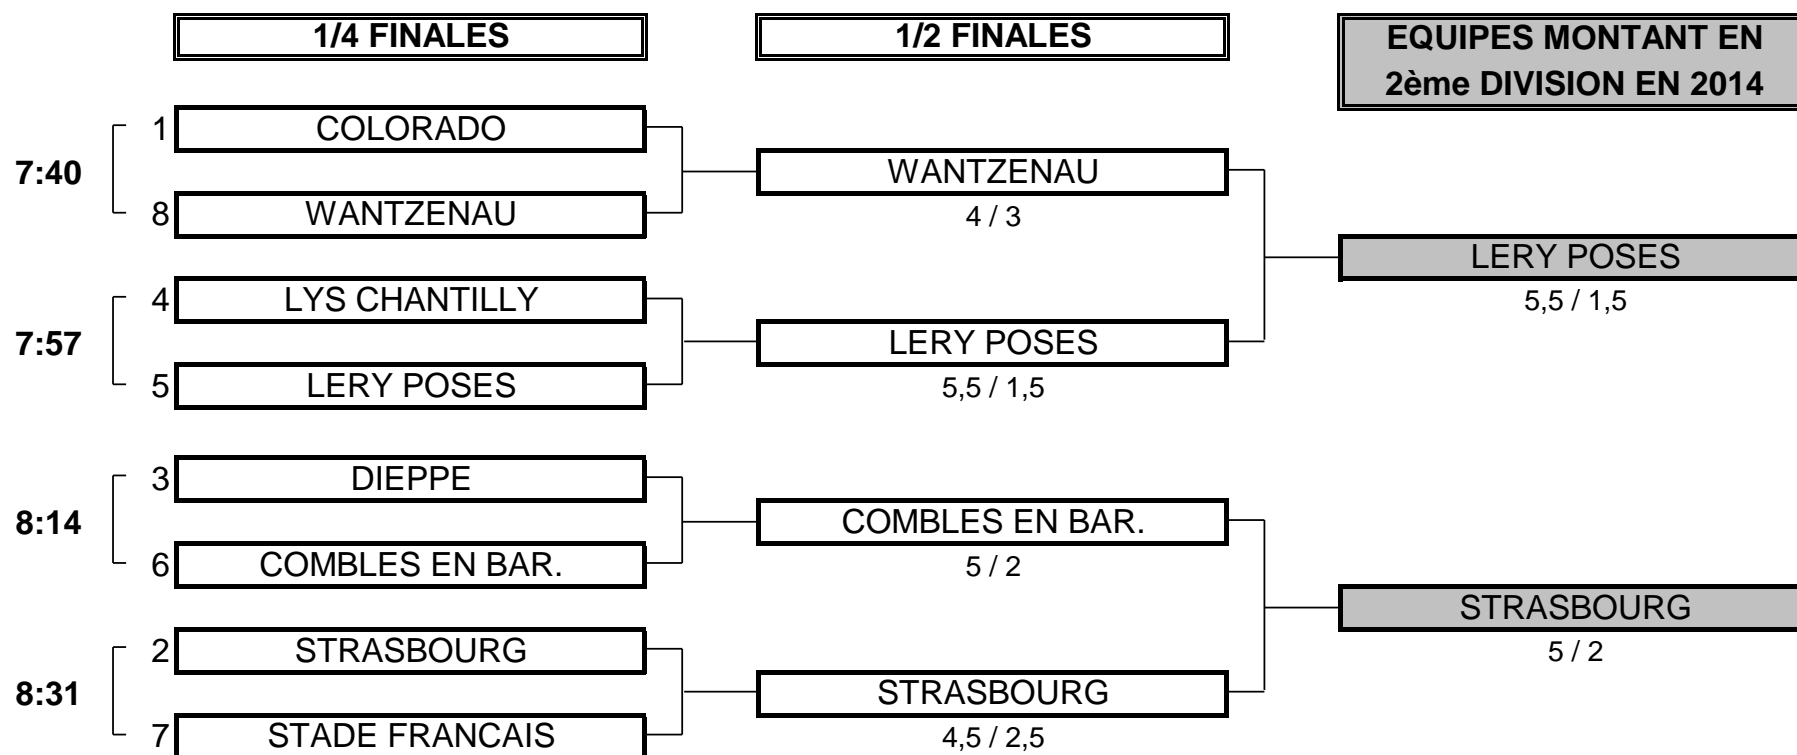 1/4 FINALES
1/2 FINALES
EQUIPES MONTANT EN
2ème DIVISION EN 2014
7:40
1 COLORADO
8 WANTZENAU
WANTZENAU
4 / 3
7:57
4 LYS CHANTILLY
5 LERY POSES
LERY POSES
5,5 / 1,5
LERY POSES
5,5 / 1,5
8:14
3 DIEPPE
6 COMBLES EN BAR.
COMBLES EN BAR.
5 / 2
8:31
2 STRASBOURG
7 STADE FRANCAIS
STRASBOURG
4,5 / 2,5
STRASBOURG
5 / 2